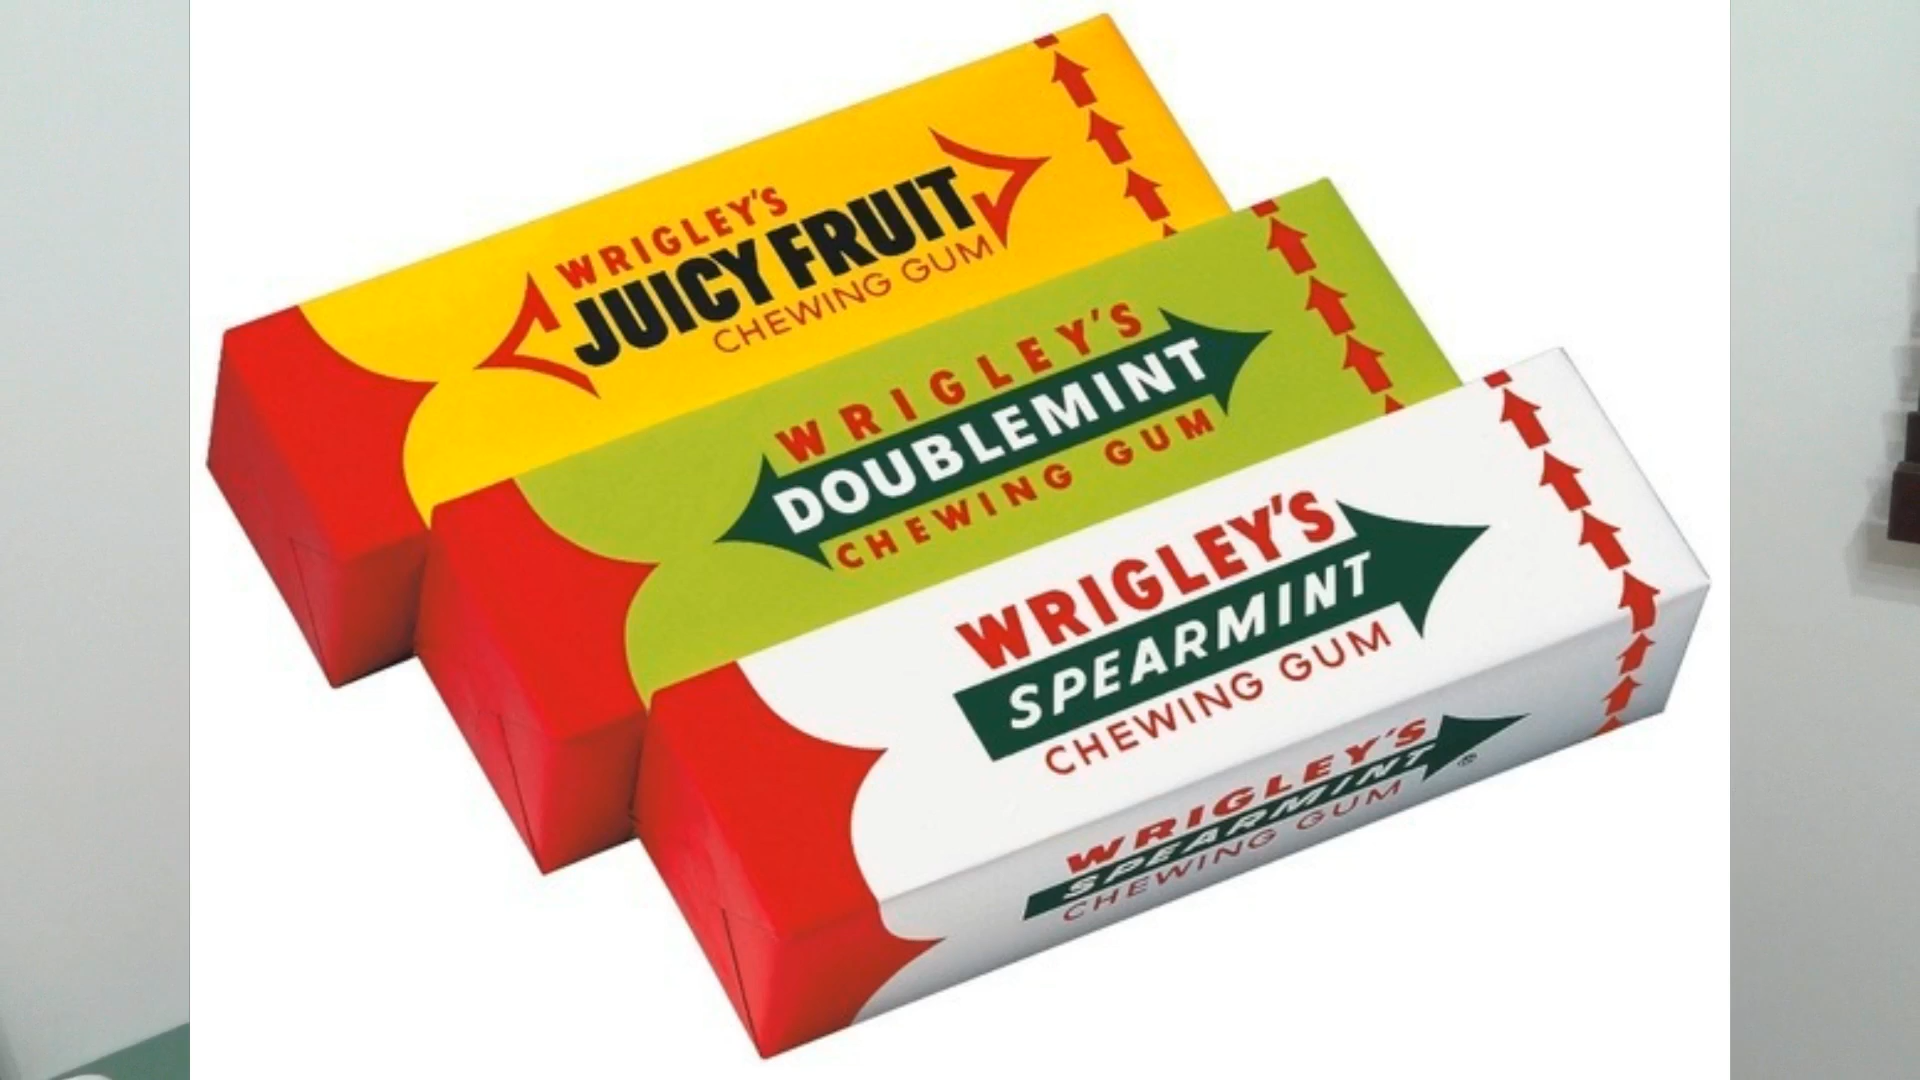 WRIGLEY'S
JUICY FRUIT
CHEWING GUM
WRIGLEY'S
DOUBLEMINT
CHEWING GUM
WRIGLEY'S
SPEARMINT
CHEWING GUM
WRIGLEY'S
SPEARMINT
CHEWING GUM